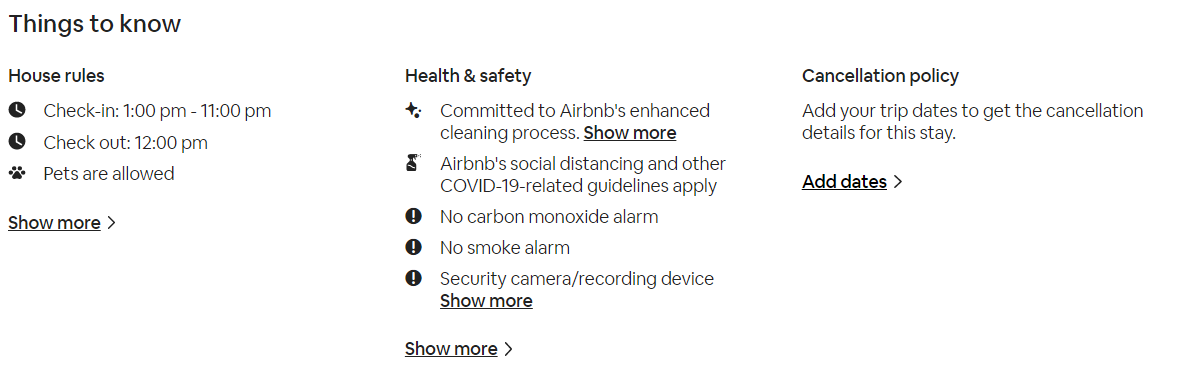 Things to know
House rules
Check-in: 1:00 pm - 11:00 pm
Check out: 12:00 pm
Pets are allowed
Show more
Health & safety
Committed to Airbnb's enhanced
cleaning process. Show more
Airbnb's social distancing and other
COVID-19-related guidelines apply
No carbon monoxide alarm
No smoke alarm
Security camera/recording device
Show more
Show more
Cancellation policy
Add your trip dates to get the cancellation
details for this stay.
Add dates